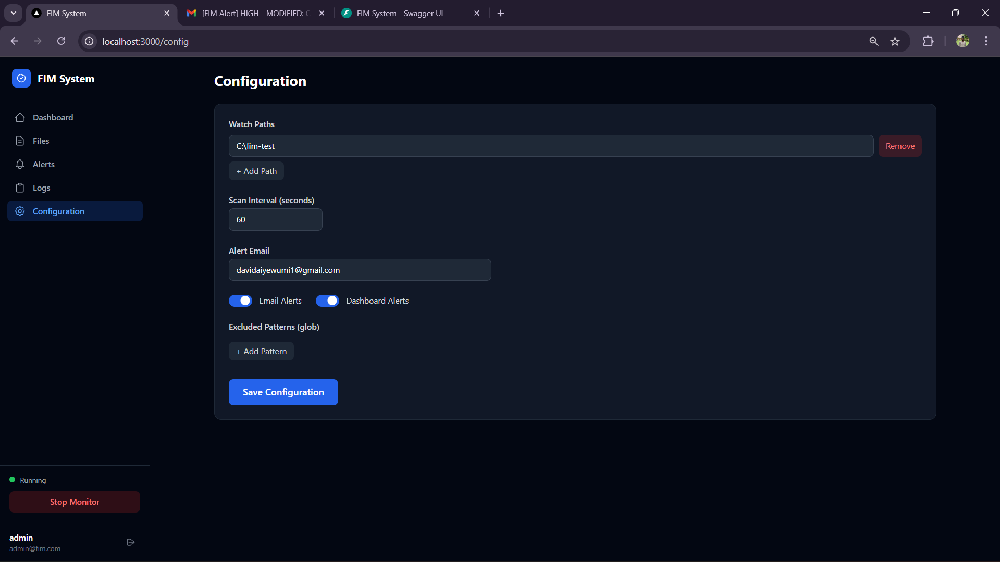 FIM System
[FIM Alert] HIGH - MODIFIED:
FIM System - Swagger UI
localhost:3000/config
FIM System
Dashboard
Files
Alerts
Logs
Configuration
Running
Stop Monitor
admin
admin@fim.com
Configuration
Watch Paths
C:\fim-test
Remove
+ Add Path
Scan Interval (seconds)
60
Alert Email
davidaiyewumi1@gmail.com
Email Alerts
Dashboard Alerts
Excluded Patterns (glob)
+ Add Pattern
Save Configuration